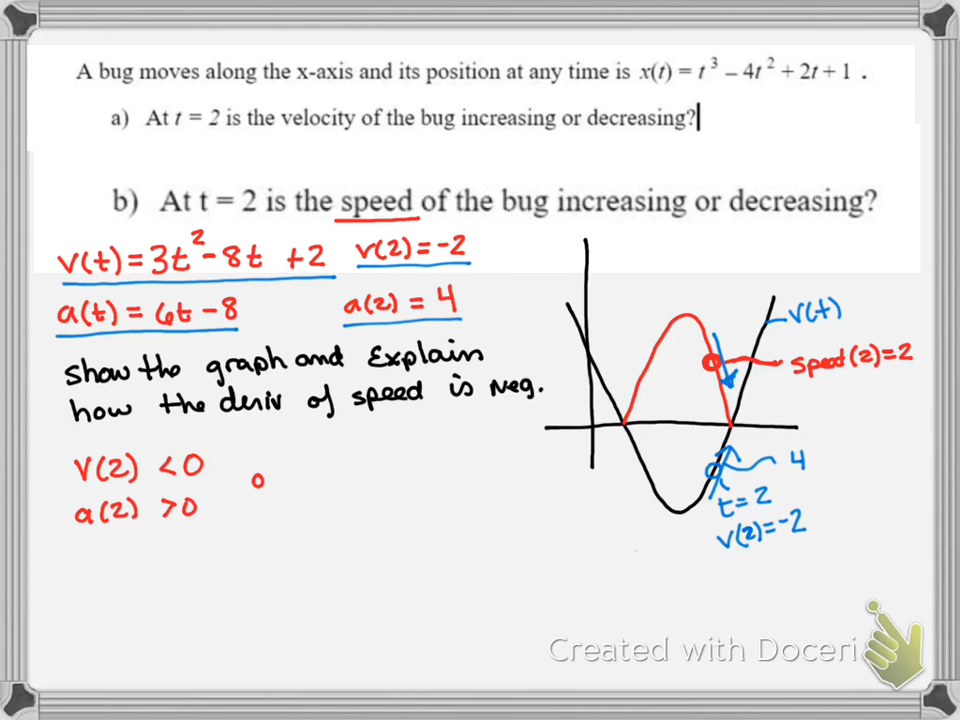 A bug moves along the x-axis and its position at any time is x(t) = t³ – 4t² + 2t + 1 .
a) At t = 2 is the velocity of the bug increasing or decreasing?
b) At t = 2 is the speed of the bug increasing or decreasing?
v(t) = 3t² - 8t + 2
v(2) = -2
a(t) = 6t - 8
a(2) = 4
show the graph and Explain
how the deriv of speed is Neg.
v(2) < 0
a(2) > 0
0
v(t)
speed(2)=2
4
t=2
v(2)=-2
Created with Doceri